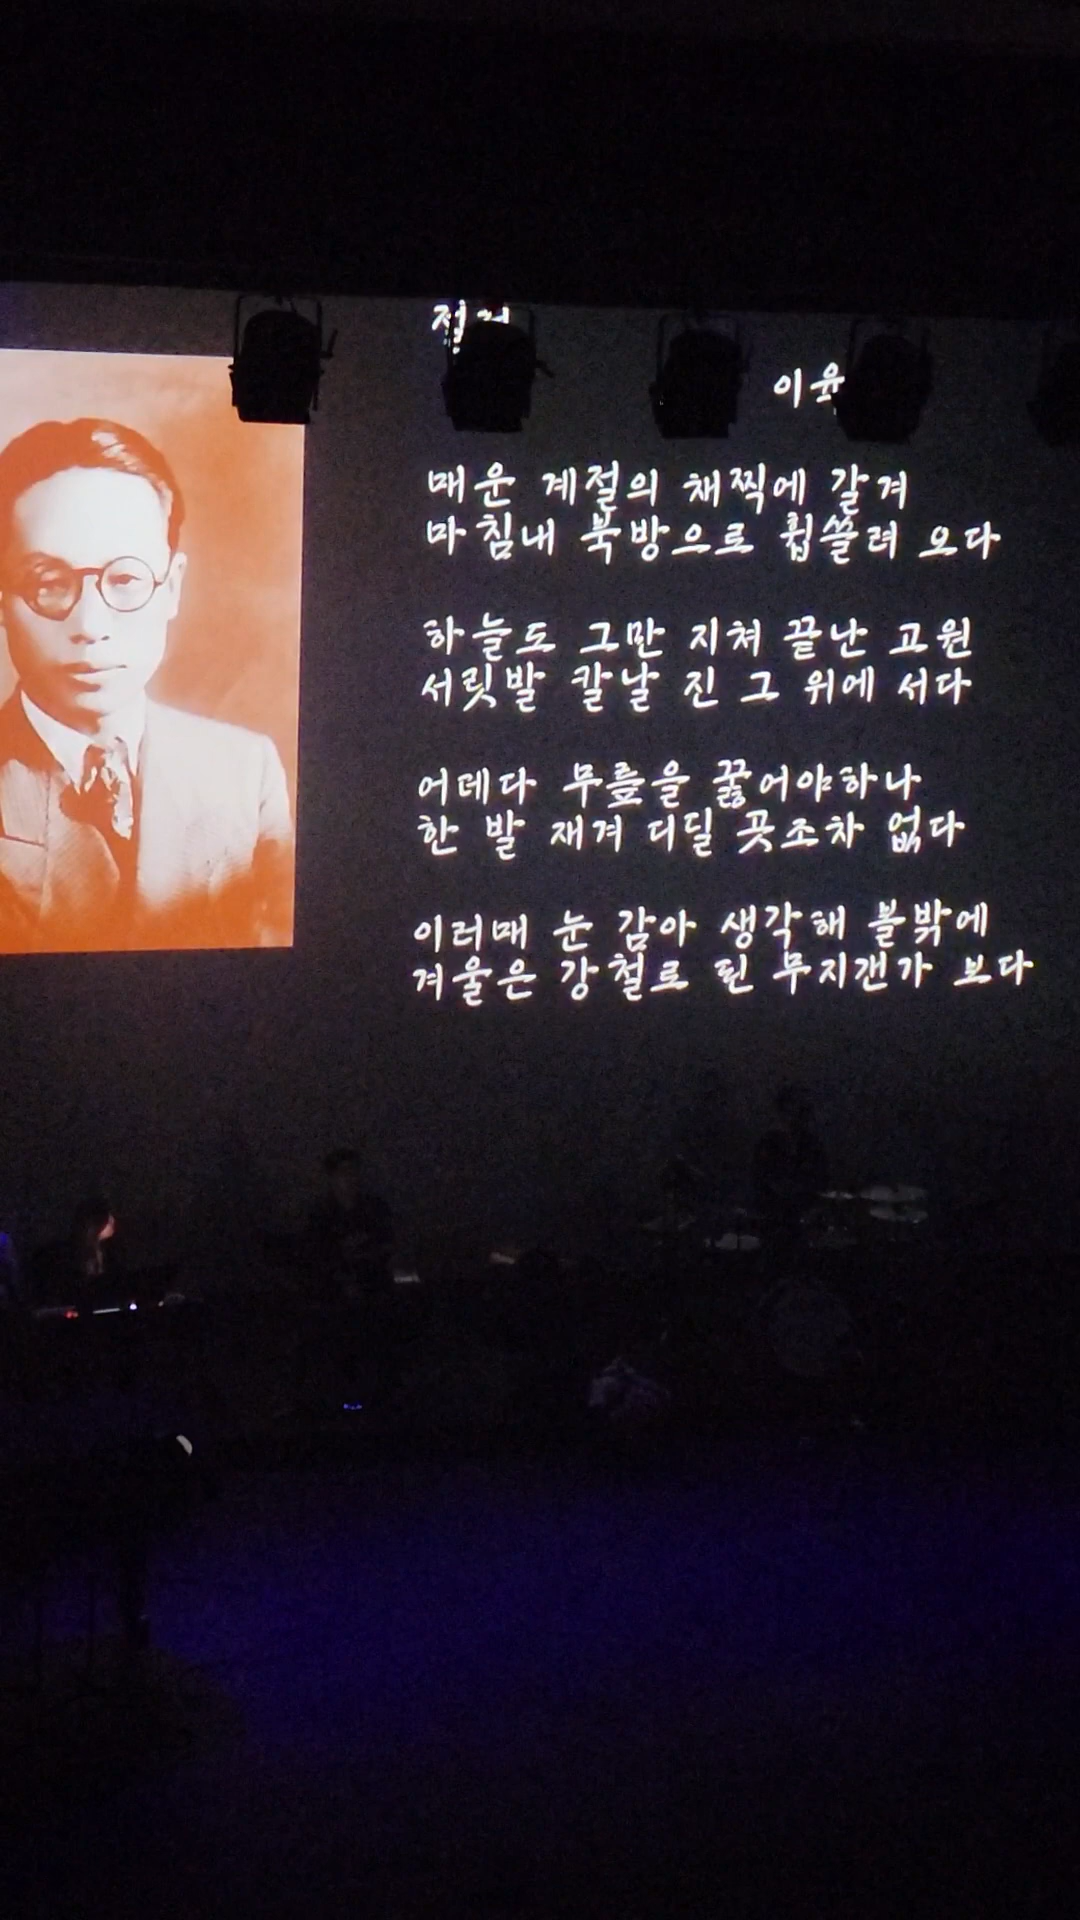 이육
매운 계절의 채찍에 갈겨
마침내 북방으로 휩쓸려 오다
하늘도 그만 지쳐 끝난 고원
서릿발 칼날 진 그 위에 서다
어데다 무릎을 꿇어야하나
한 발 재겨 디딜 곳조차 없다
이러매 눈 감아 생각해 볼밖에
겨울은 강철로 된 무지갠가 보다